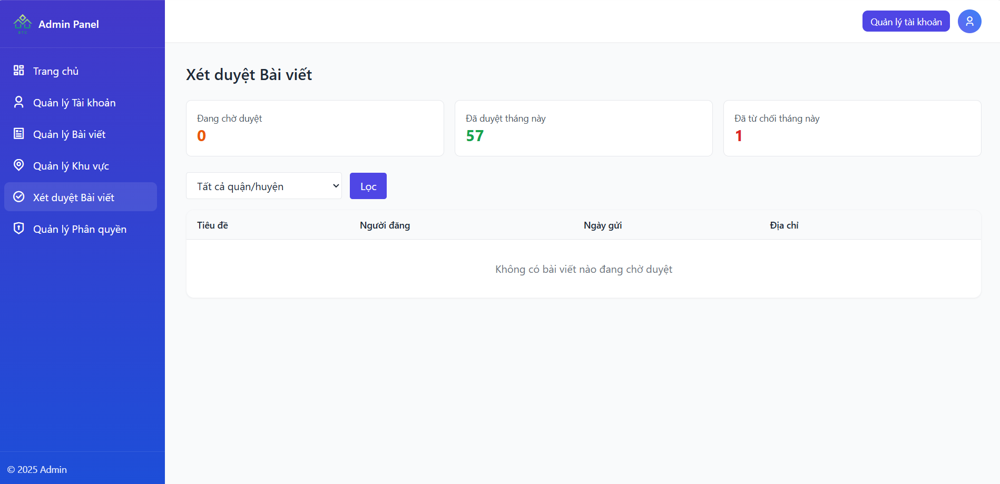 BTC
Admin Panel
Quản lý tài khoản
Trang chủ
Quản lý Tài khoản
Quản lý Bài viết
Quản lý Khu vực
Xét duyệt Bài viết
Quản lý Phân quyền
© 2025 Admin
Xét duyệt Bài viết
Đang chờ duyệt
0
Đã duyệt tháng này
57
Đã từ chối tháng này
1
Tất cả quận/huyện
Lọc
Tiêu đề Người đăng Ngày gửi Địa chỉ
Không có bài viết nào đang chờ duyệt